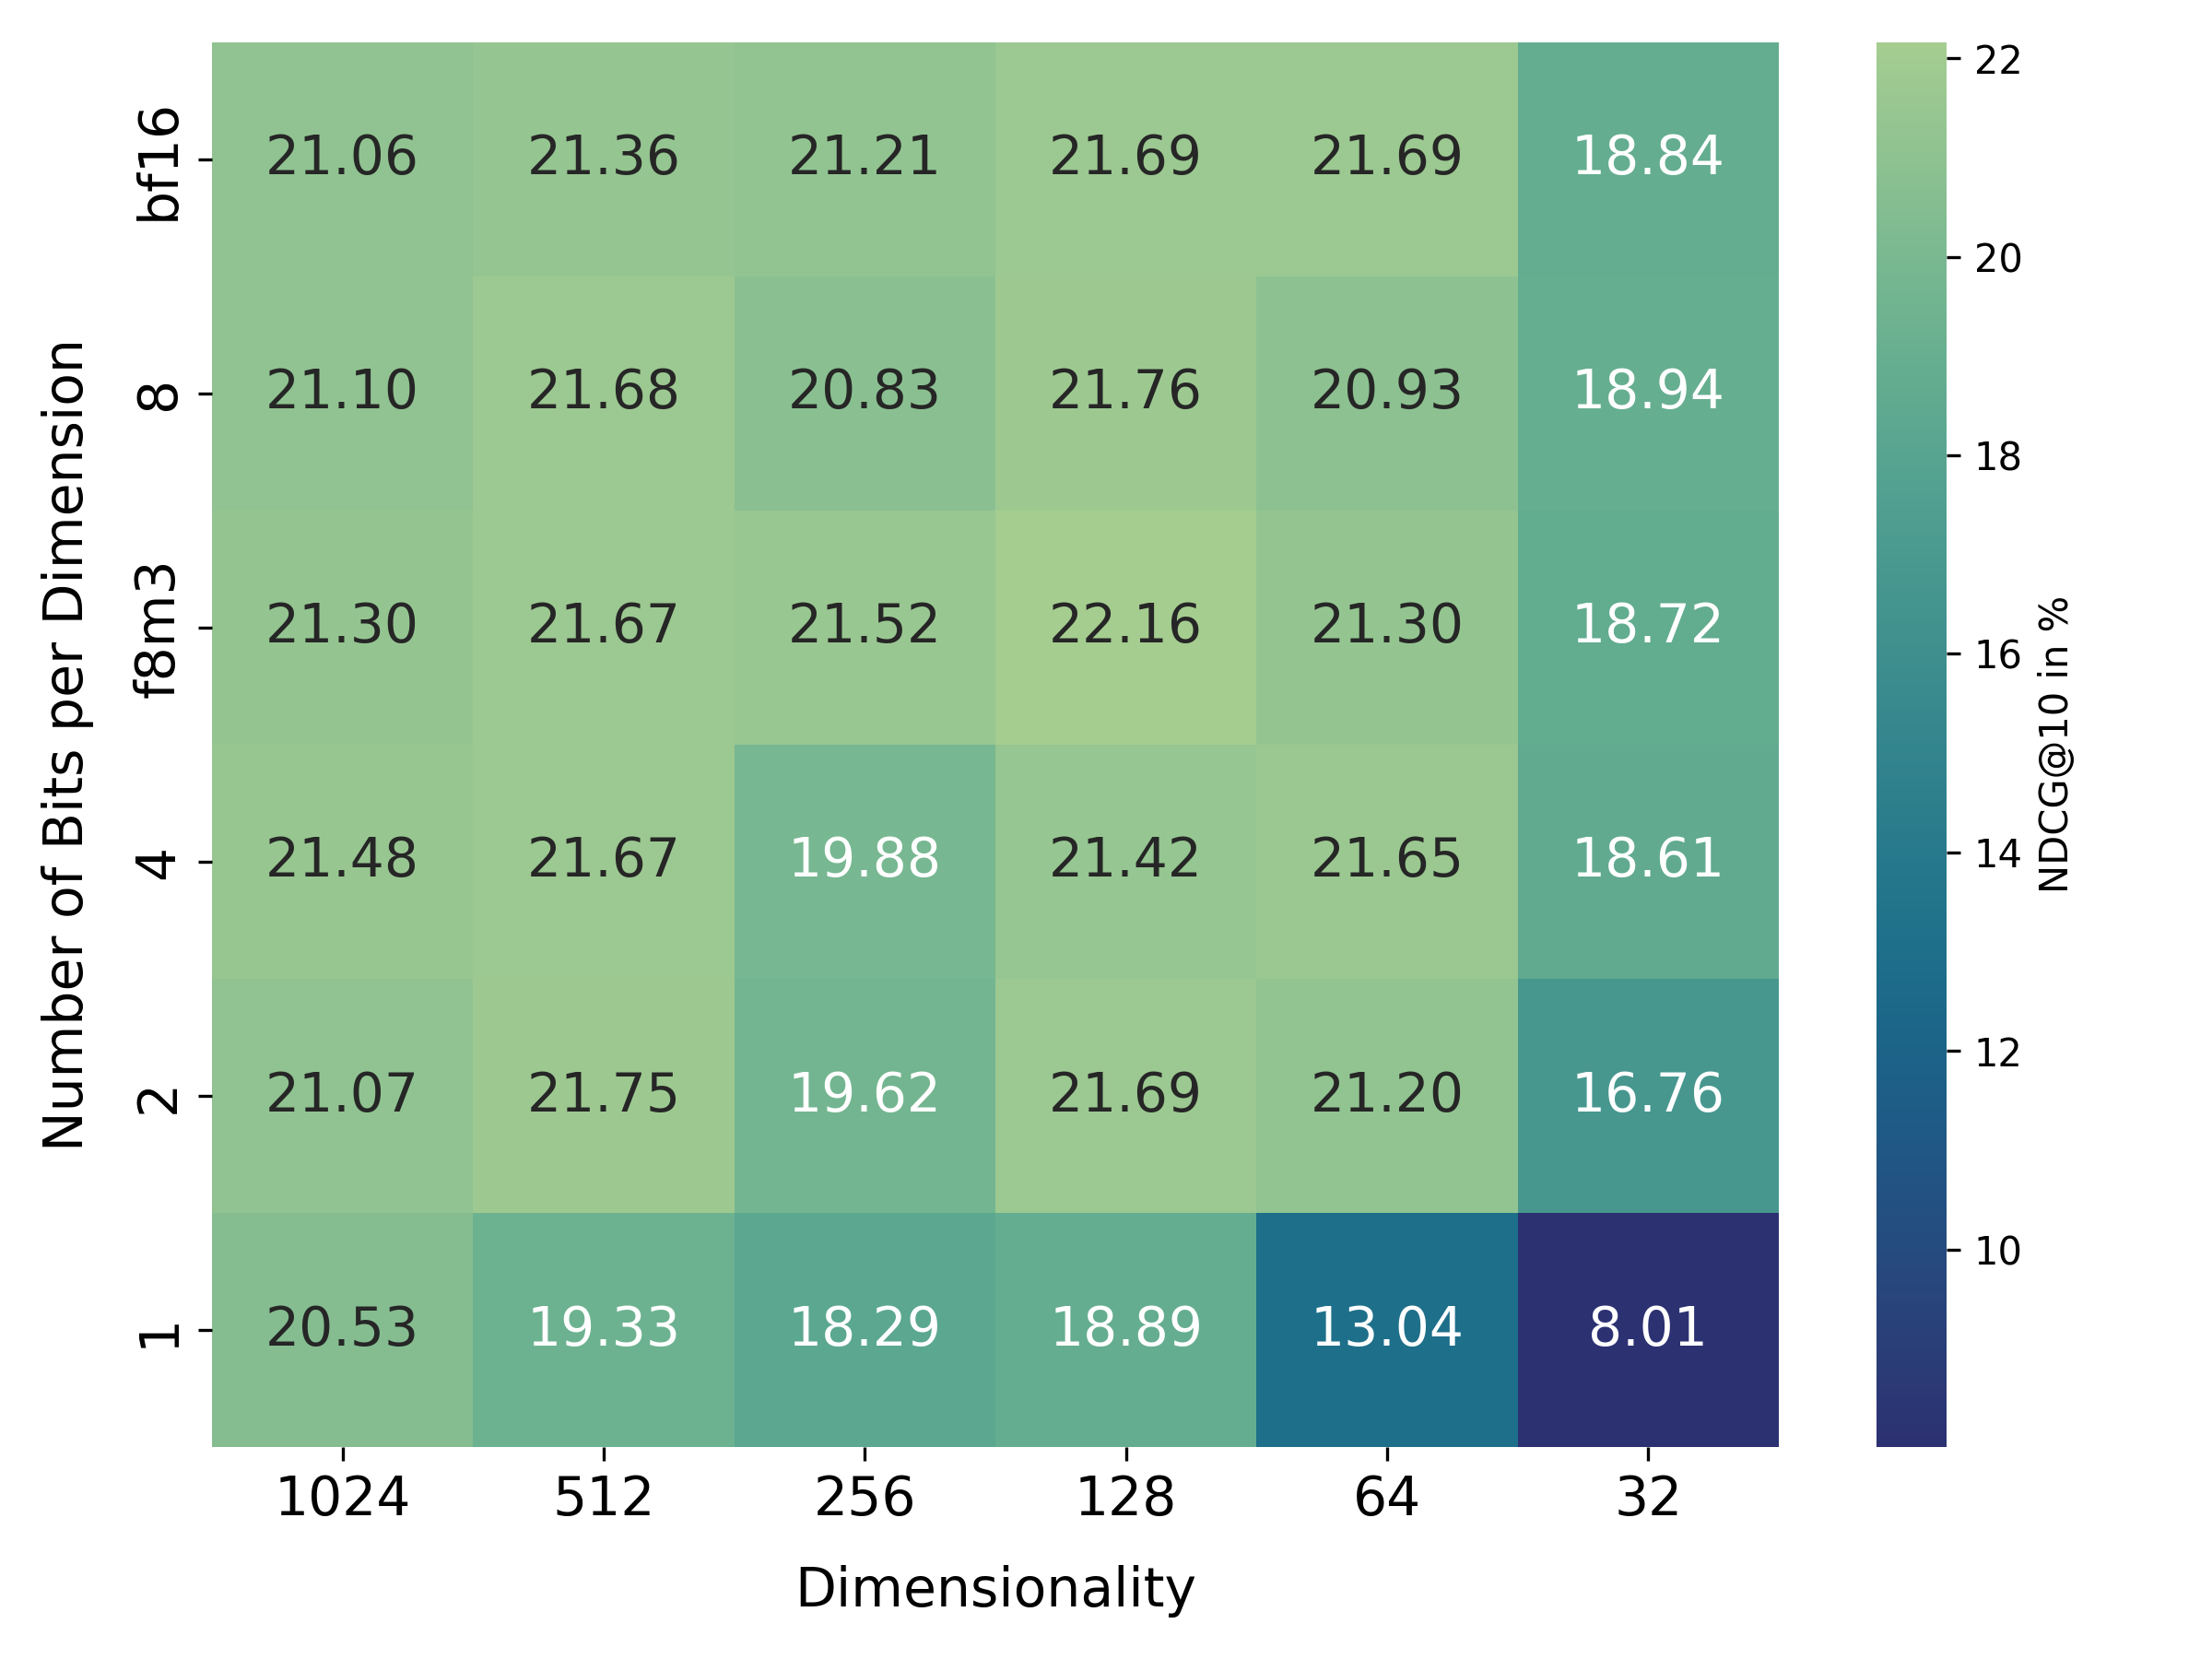 Number of Bits per Dimension
bf16 21.06 21.36 21.21 21.69 21.69 18.84
8 21.10 21.68 20.83 21.76 20.93 18.94
f8m3 21.30 21.67 21.52 22.16 21.30 18.72
4 21.48 21.67 19.88 21.42 21.65 18.61
2 21.07 21.75 19.62 21.69 21.20 16.76
1 20.53 19.33 18.29 18.89 13.04 8.01
1024 512 256 128 64 32
Dimensionality
22
20
18
16
14
12
10
NDCG@10 in %